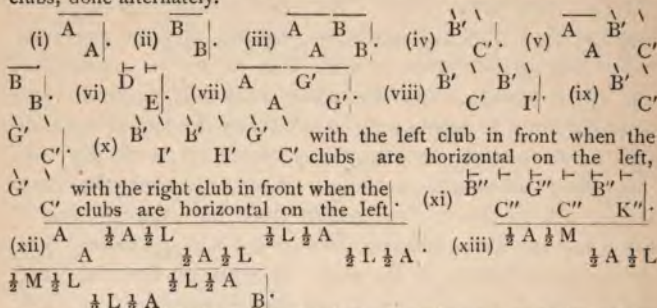 clubs, done alternately.
(i) A A|. (ii) B B|. (iii) A A B B|. (iv) B′ C′|. (v) A A B′ C′
B B|. (vi) D E|. (vii) A A G′ G′|. (viii) B′ C′ B′ I′|. (ix) B′ C′
G′ C′|. (x) B′ I′ B′ H′ G′ C′ with the left club in front when the clubs are horizontal on the left,
G′ C′ with the right club in front when the clubs are horizontal on the left|. (xi) B″ C″ G″ C″ B″ K″|.
(xii) A A ½ A ½ L ½ A ½ L ½ L ½ A ½ L ½ A|. (xiii) ½ A ½ M ½ A ½ L
½ M ½ L ½ L ½ A ½ L ½ A B|.